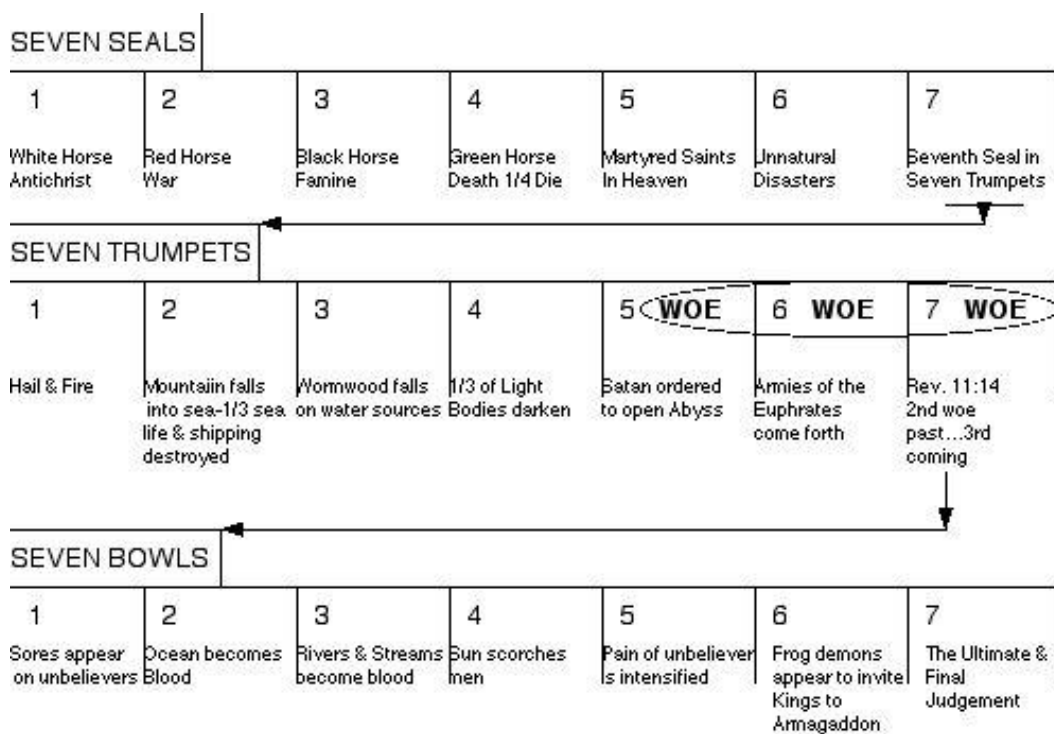 SEVEN SEALS
1 2 3 4 5 6 7
White Horse Red Horse Black Horse Green Horse Martyred Saints Unnatural Seventh Seal in
Antichrist War Famine Death 1/4 Die In Heaven Disasters Seven Trumpets
SEVEN TRUMPETS
1 2 3 4 5 WOE 6 WOE 7 WOE
Hail & Fire Mountaiin falls Wormwood falls 1/3 of Light Satan ordered Armies of the Rev. 11:14
into sea-1/3 sea on water sources Bodies darken to open Abyss Euphrates 2nd woe
life & shipping come forth past...3rd
destroyed coming
SEVEN BOWLS
1 2 3 4 5 6 7
Sores appear Ocean becomes Rivers & Streams Sun scorches Pain of unbeliever Frog demons The Ultimate &
on unbelievers Blood become blood men is intensified appear to invite Final
Kings to Judgement
Armagaddon